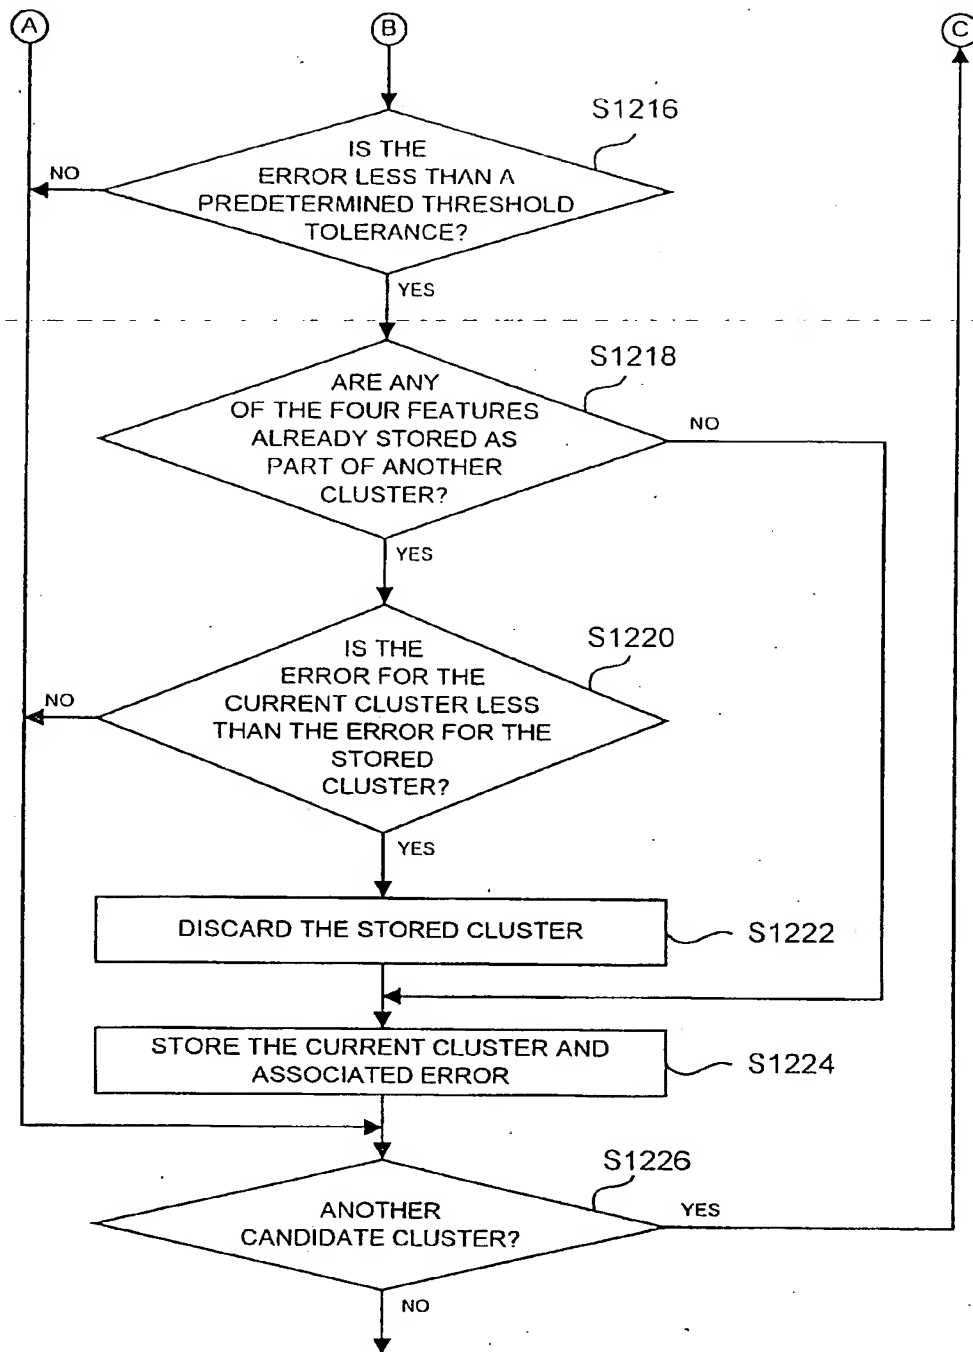 A
B
C
S1216
IS THE
ERROR LESS THAN A
PREDETERMINED THRESHOLD
TOLERANCE?
NO
YES
S1218
ARE ANY
OF THE FOUR FEATURES
ALREADY STORED AS
PART OF ANOTHER
CLUSTER?
NO
YES
S1220
IS THE
ERROR FOR THE
CURRENT CLUSTER LESS
THAN THE ERROR FOR THE
STORED
CLUSTER?
NO
YES
DISCARD THE STORED CLUSTER
S1222
STORE THE CURRENT CLUSTER AND
ASSOCIATED ERROR
S1224
S1226
ANOTHER
CANDIDATE CLUSTER?
YES
NO